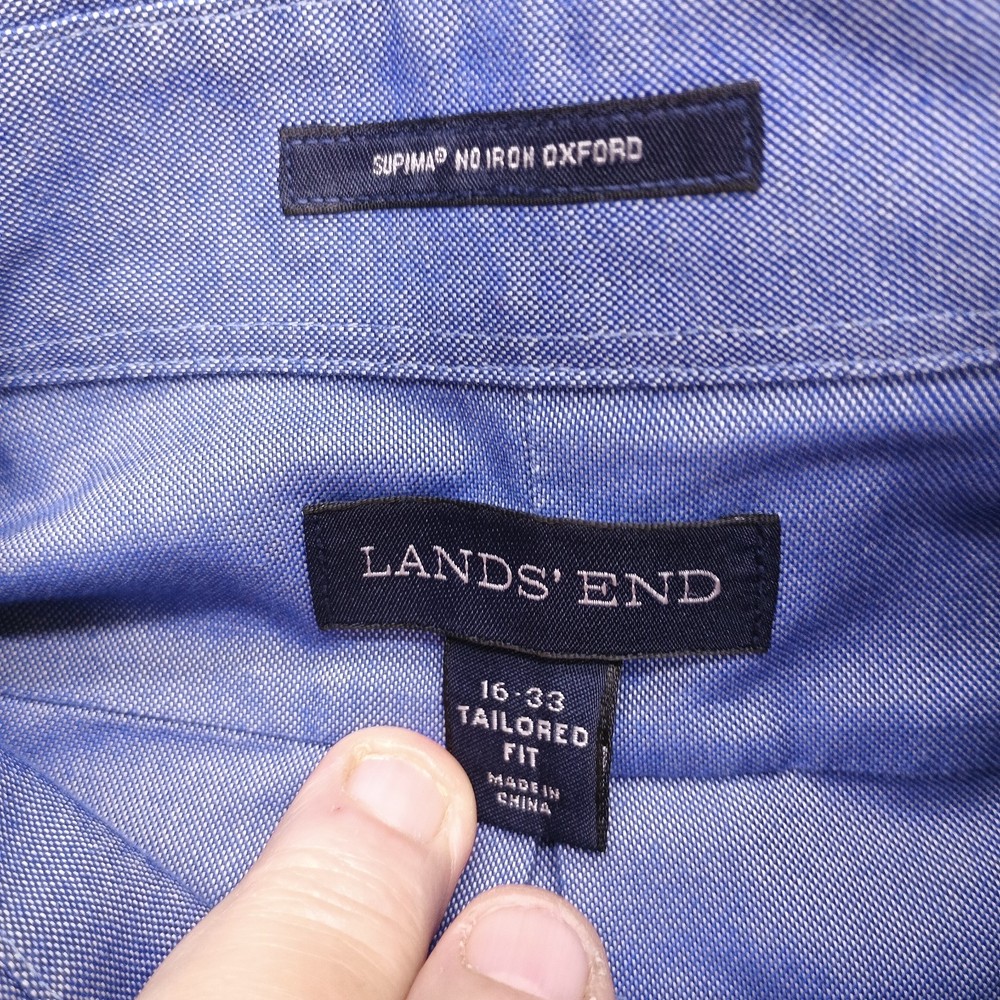 SUPIMA® NO IRON OXFORD
LANDS' END
16-33
TAILORED
FIT
MADE IN
CHINA